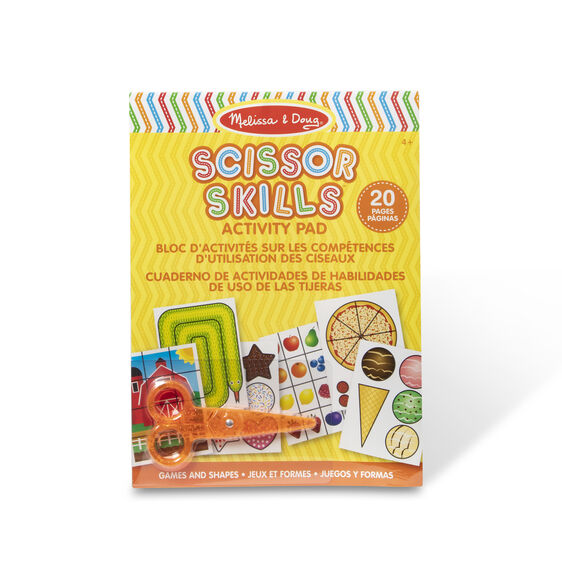 Melissa & Doug
4+
SCISSOR
SKILLS™
ACTIVITY PAD
20
PAGES
PÁGINAS
BLOC D'ACTIVITÉS SUR LES COMPÉTENCES
D'UTILISATION DES CISEAUX
CUADERNO DE ACTIVIDADES DE HABILIDADES
DE USO DE LAS TIJERAS
GAMES AND SHAPES • JEUX ET FORMES • JUEGOS Y FORMAS